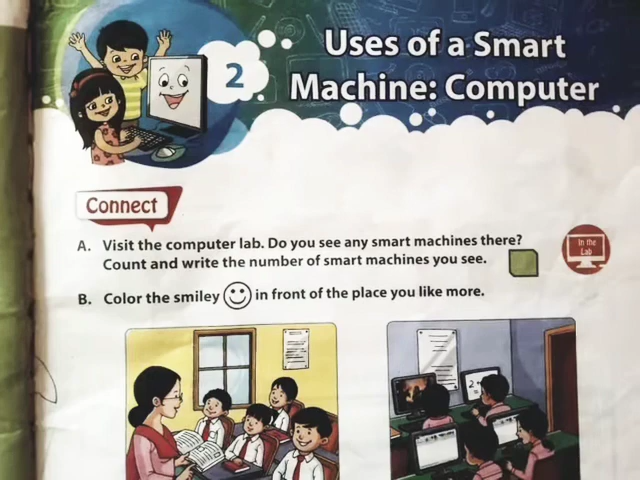 2
Uses of a Smart
Machine: Computer
Connect
A. Visit the computer lab. Do you see any smart machines there?
Count and write the number of smart machines you see.
In the
Lab
B. Color the smiley in front of the place you like more.